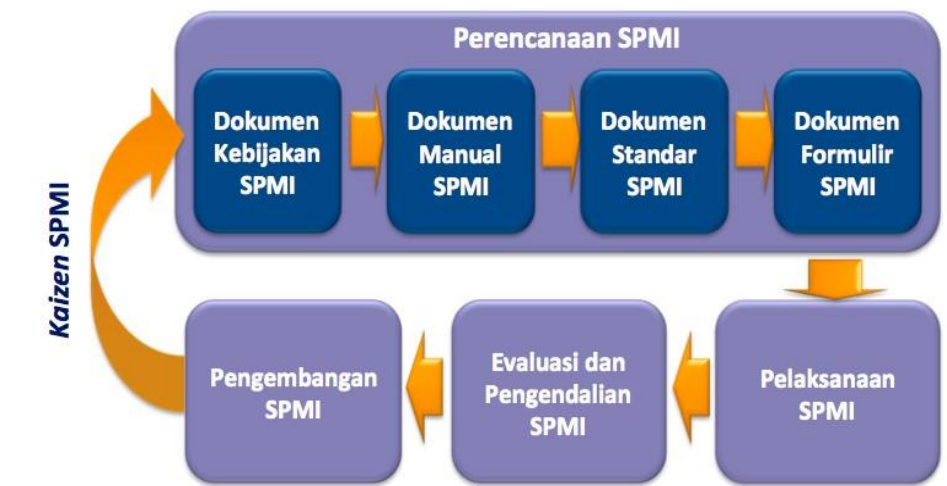 Perencanaan SPMI
Dokumen
Kebijakan
SPMI
Dokumen
Manual
SPMI
Dokumen
Standar
SPMI
Dokumen
Formulir
SPMI
Kaizen SPMI
Pengembangan
SPMI
Evaluasi dan
Pengendalian
SPMI
Pelaksanaan
SPMI